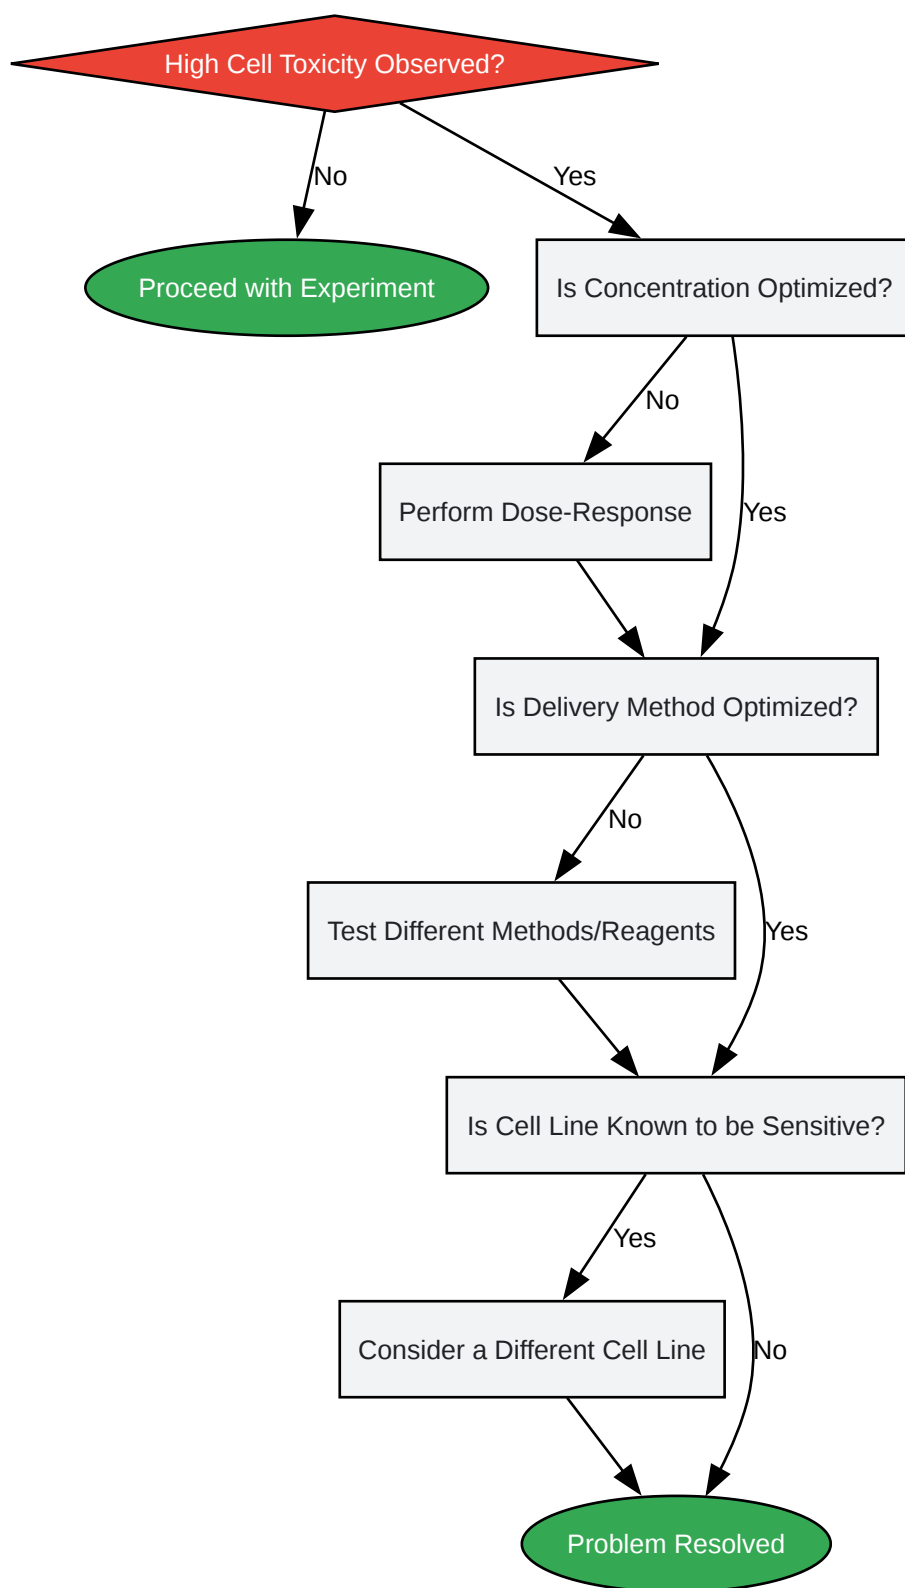 High Cell Toxicity Observed?
No
Yes
Proceed with Experiment
Is Concentration Optimized?
No
Perform Dose-Response
Yes
Is Delivery Method Optimized?
No
Test Different Methods/Reagents
Yes
Is Cell Line Known to be Sensitive?
Yes
Consider a Different Cell Line
No
Problem Resolved